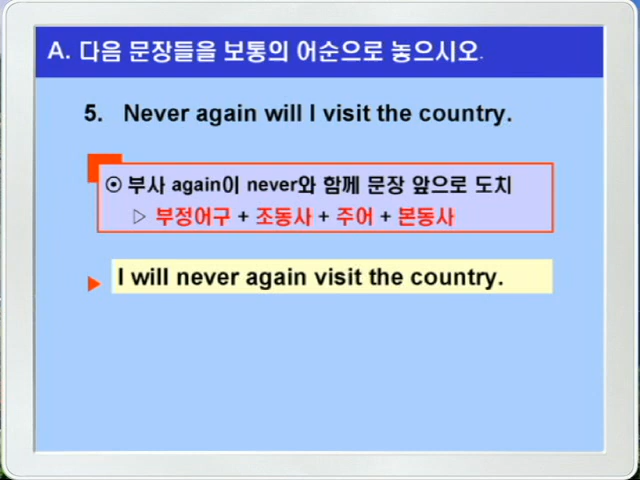 A. 다음 문장들을 보통의 어순으로 놓으시오.
5. Never again will I visit the country.
⊙ 부사 again이 never와 함께 문장 앞으로 도치
▷ 부정어구 + 조동사 + 주어 + 본동사
▶ I will never again visit the country.